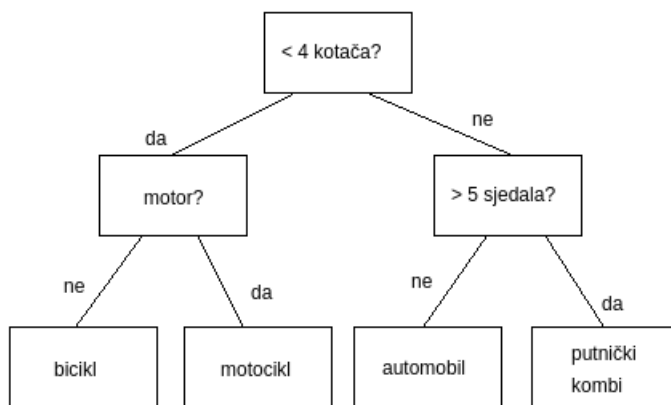 < 4 kotača?
da
ne
motor?
> 5 sjedala?
ne
da
ne
da
bicikl
motocikl
automobil
putnički
kombi